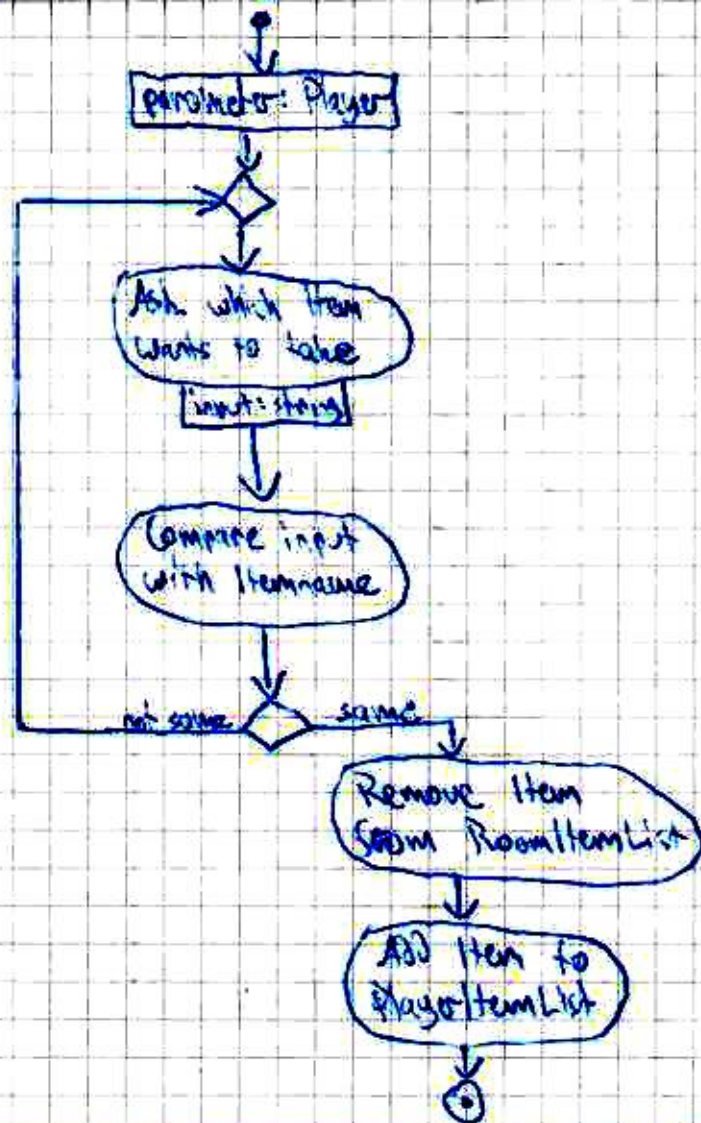 parameter: Player
Ask which Item
wants to take
input: string
Compare input
with Itemname
not same
same
Remove Item
from RoomItemList
Add Item to
PlayerItemList